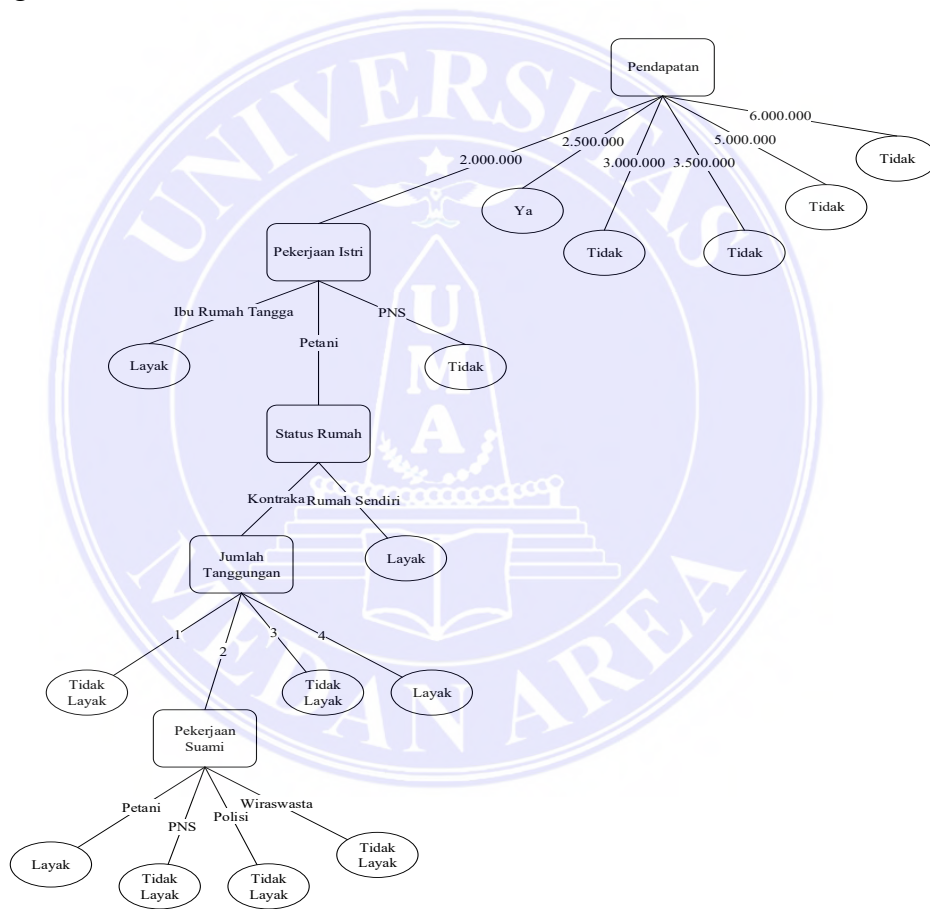 Pendapatan
6.000.000
2.500.000
5.000.000
2.000.000
3.000.000
3.500.000
Tidak
Ya
Tidak
Tidak
Tidak
Pekerjaan Istri
Ibu Rumah Tangga
PNS
Petani
Layak
Tidak
Status Rumah
Kontraka
Rumah Sendiri
Jumlah
Tanggungan
Layak
1
2
3
4
Tidak
Layak
Tidak
Layak
Layak
Pekerjaan
Suami
Petani
PNS
Polisi
Wiraswasta
Layak
Tidak
Layak
Tidak
Layak
Tidak
Layak
UNIVERSITAS
UMA
MEDAN AREA